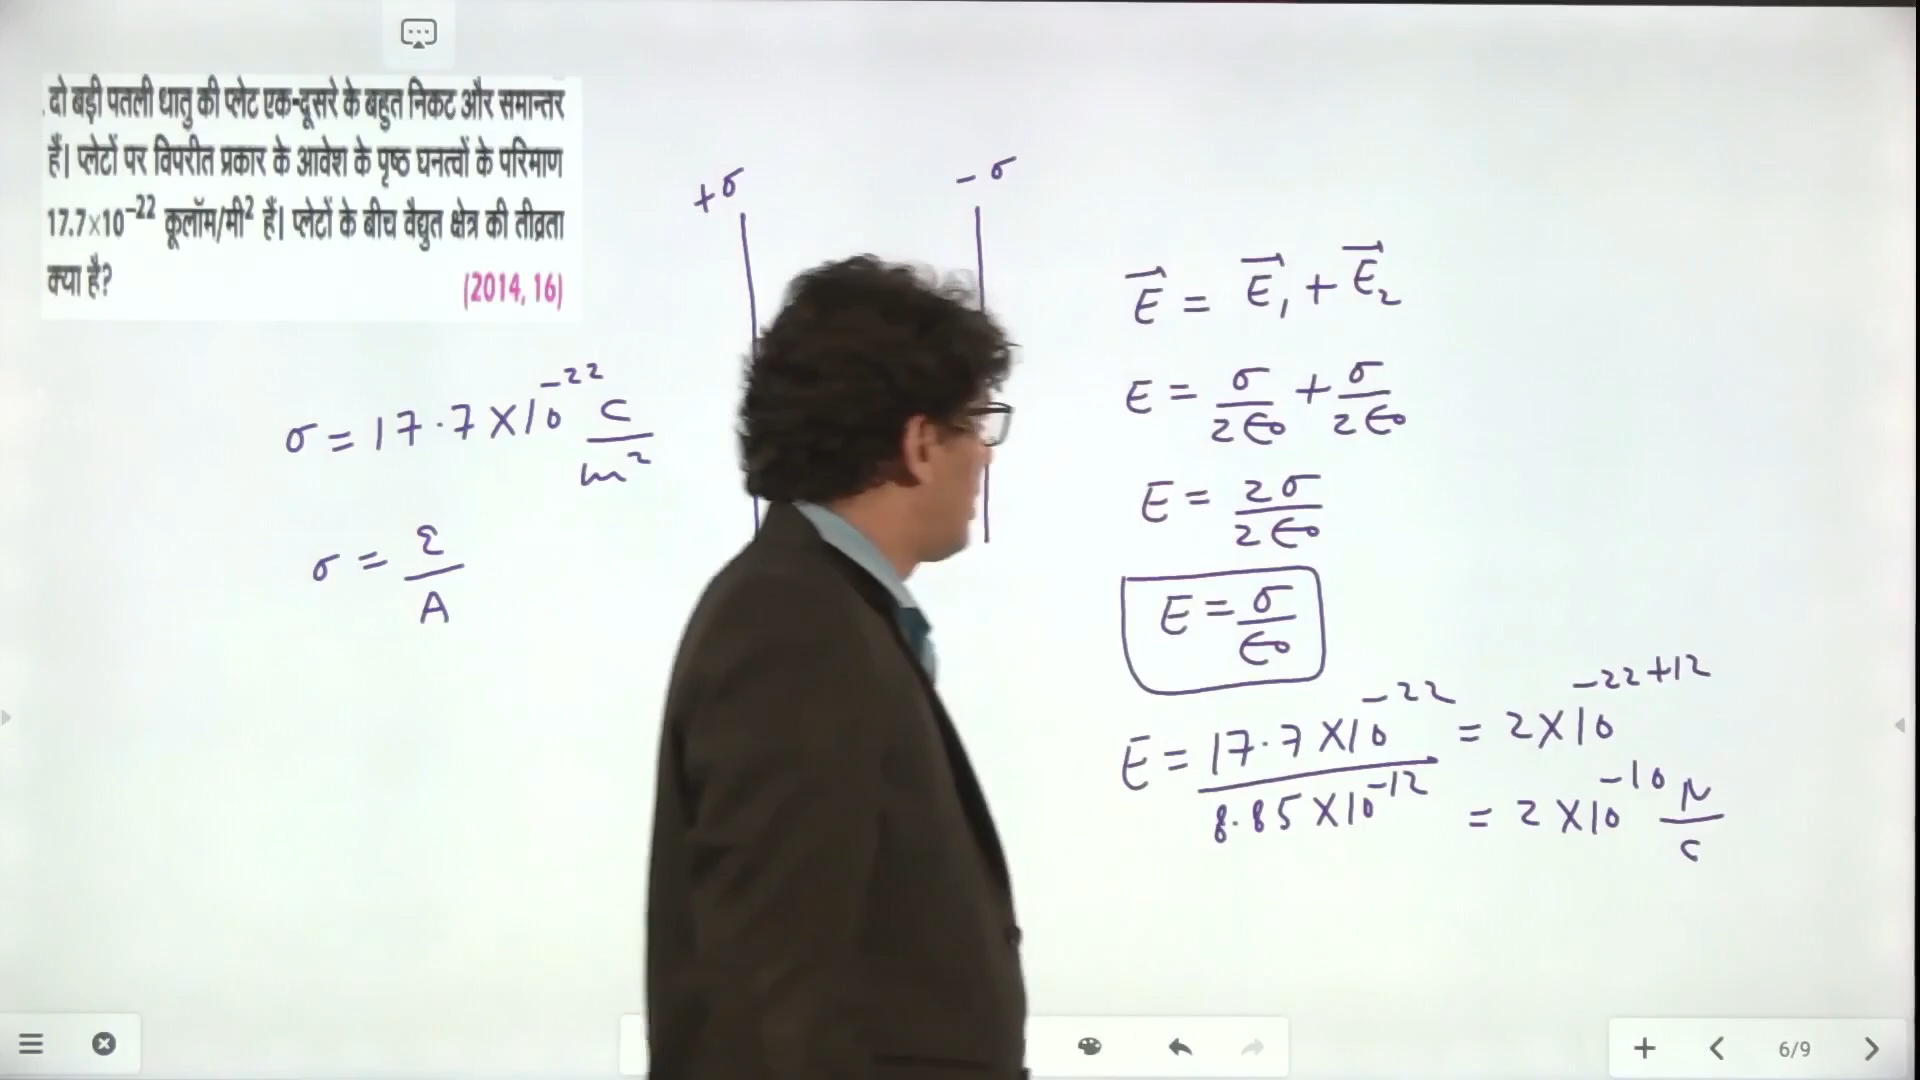 दो बड़ी पतली धातु की प्लेट एक-दूसरे के बहुत निकट और समान्तर
हैं। प्लेटों पर विपरीत प्रकार के आवेश के पृष्ठ घनत्वों के परिमाण
17.7×10⁻²² कूलॉम/मी² हैं। प्लेटों के बीच वैद्युत क्षेत्र की तीव्रता
क्या है? (2014, 16)
σ = 17.7 × 10⁻²² C/m²
σ = q/A
+σ
-σ
E⃗ = E⃗₁ + E⃗₂
E = σ/2ϵ₀ + σ/2ϵ₀
E = 2σ/2ϵ₀
E = σ/ϵ₀
E = 17.7 × 10⁻²² / 8.85 × 10⁻¹² = 2 × 10⁻²²⁺¹²
= 2 × 10⁻¹⁰ N/C
6/9